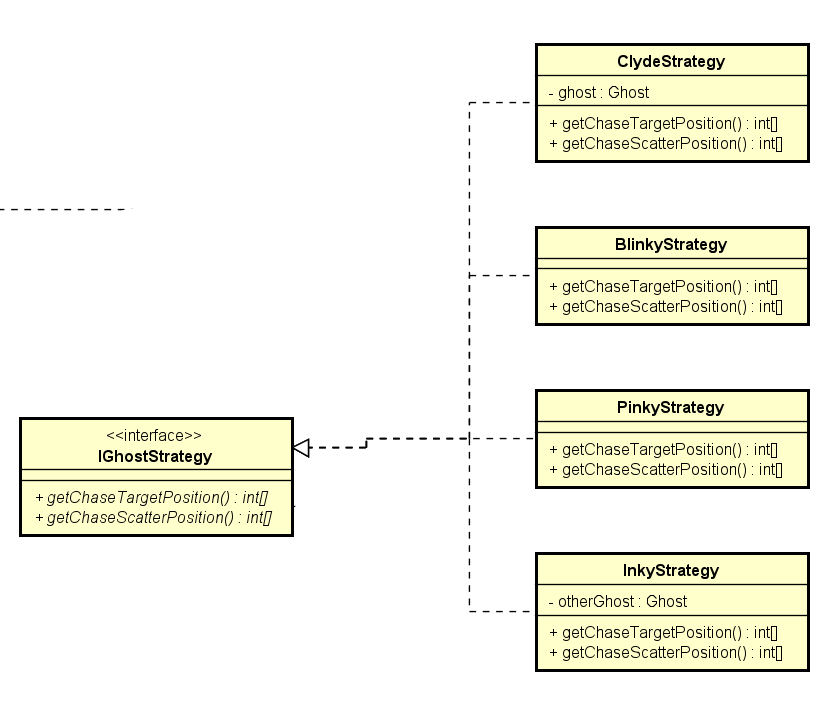 ClydeStrategy
- ghost : Ghost
+ getChaseTargetPosition() : int[]
+ getChaseScatterPosition() : int[]
BlinkyStrategy
+ getChaseTargetPosition() : int[]
+ getChaseScatterPosition() : int[]
PinkyStrategy
+ getChaseTargetPosition() : int[]
+ getChaseScatterPosition() : int[]
<<interface>>
IGhostStrategy
+ getChaseTargetPosition() : int[]
+ getChaseScatterPosition() : int[]
InkyStrategy
- otherGhost : Ghost
+ getChaseTargetPosition() : int[]
+ getChaseScatterPosition() : int[]